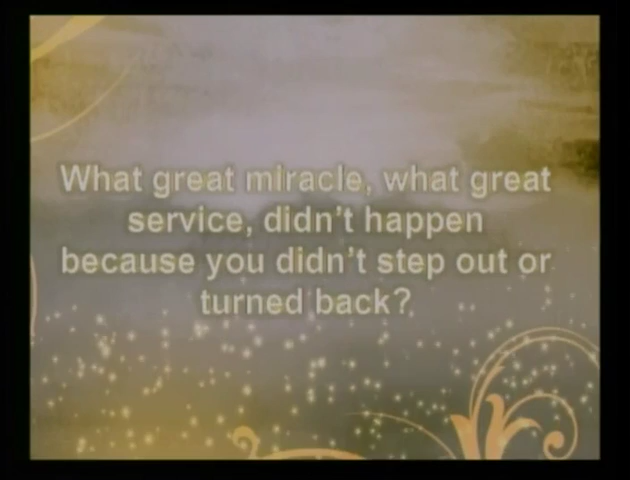 What great miracle, what great
service, didn't happen
because you didn't step out or
turned back?